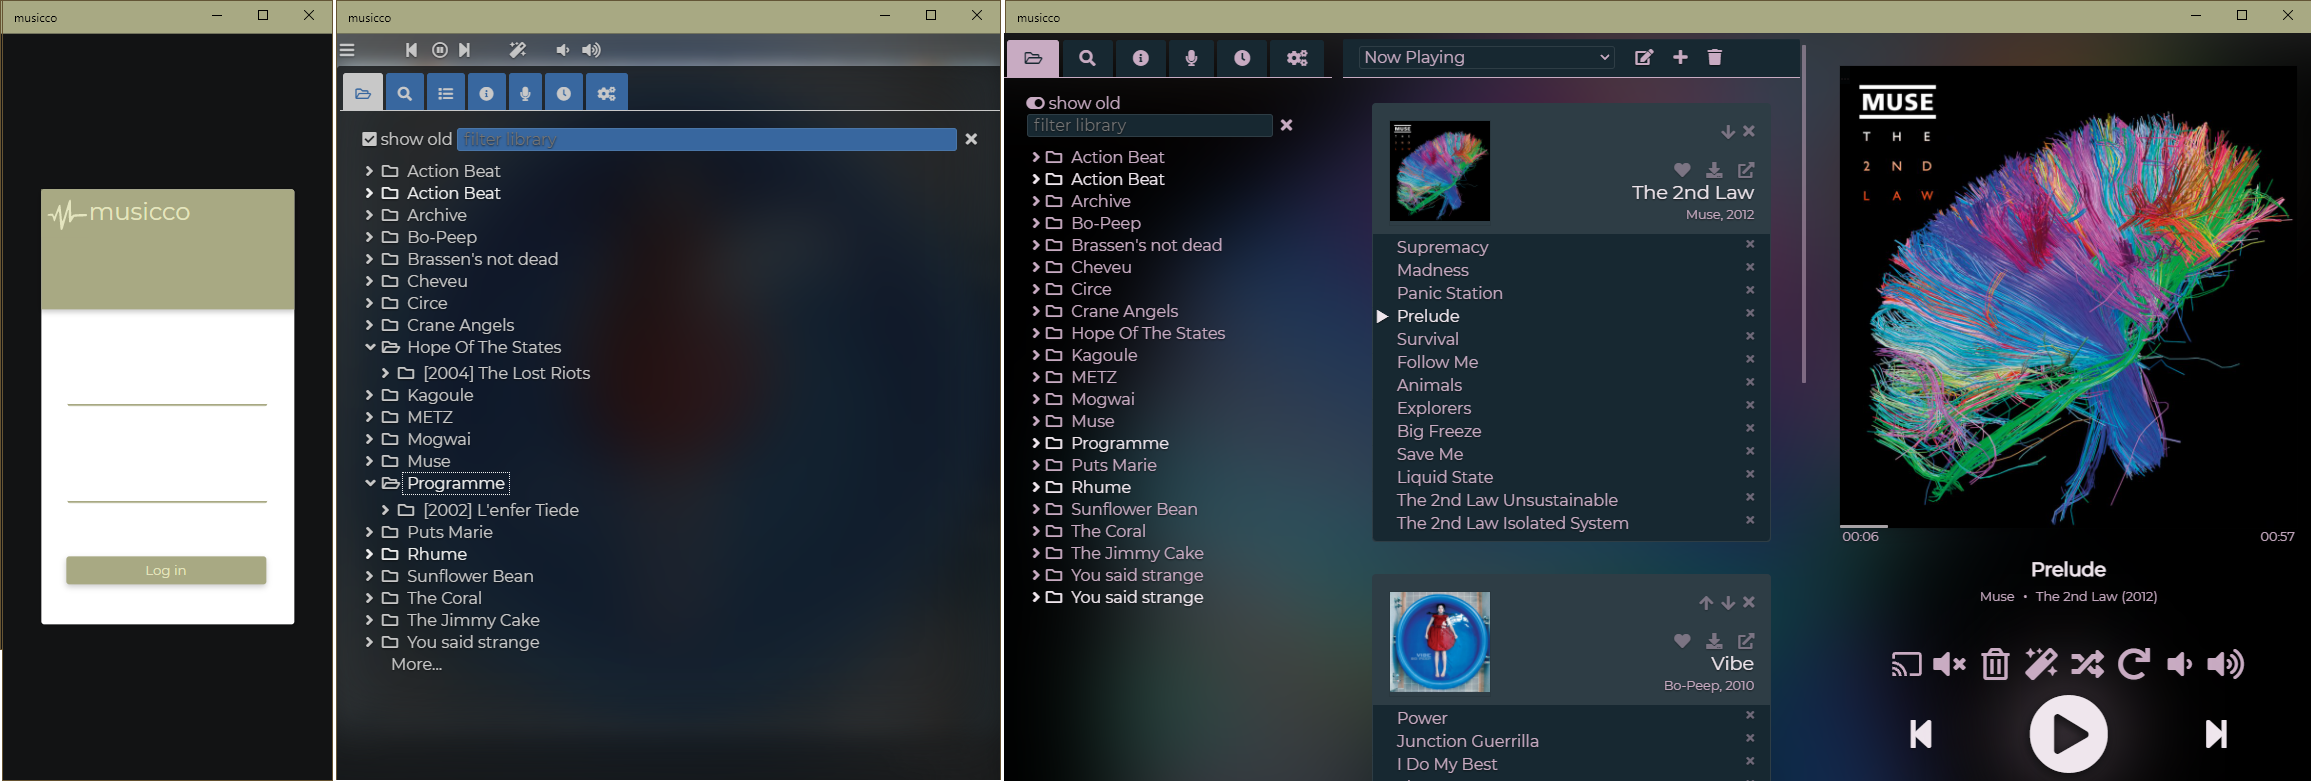 musicco
musicco
Log in
musicco
show old
filter library
Action Beat
Action Beat
Archive
Bo-Peep
Brassen's not dead
Cheveu
Circe
Crane Angels
Hope Of The States
[2004] The Lost Riots
Kagoule
METZ
Mogwai
Muse
Programme
[2002] L'enfer Tiede
Puts Marie
Rhume
Sunflower Bean
The Coral
The Jimmy Cake
You said strange
More...
musicco
show old
filter library
Action Beat
Action Beat
Archive
Bo-Peep
Brassen's not dead
Cheveu
Circe
Crane Angels
Hope Of The States
Kagoule
METZ
Mogwai
Muse
Programme
Puts Marie
Rhume
Sunflower Bean
The Coral
The Jimmy Cake
You said strange
You said strange
Now Playing
MUSE
The 2nd Law
Muse, 2012
Supremacy
Madness
Panic Station
Prelude
Survival
Follow Me
Animals
Explorers
Big Freeze
Save Me
Liquid State
The 2nd Law Unsustainable
The 2nd Law Isolated System
Vibe
Bo-Peep, 2010
Power
Junction Guerrilla
I Do My Best
MUSE
THE
2ND
LAW
00:06
00:57
Prelude
Muse • The 2nd Law (2012)